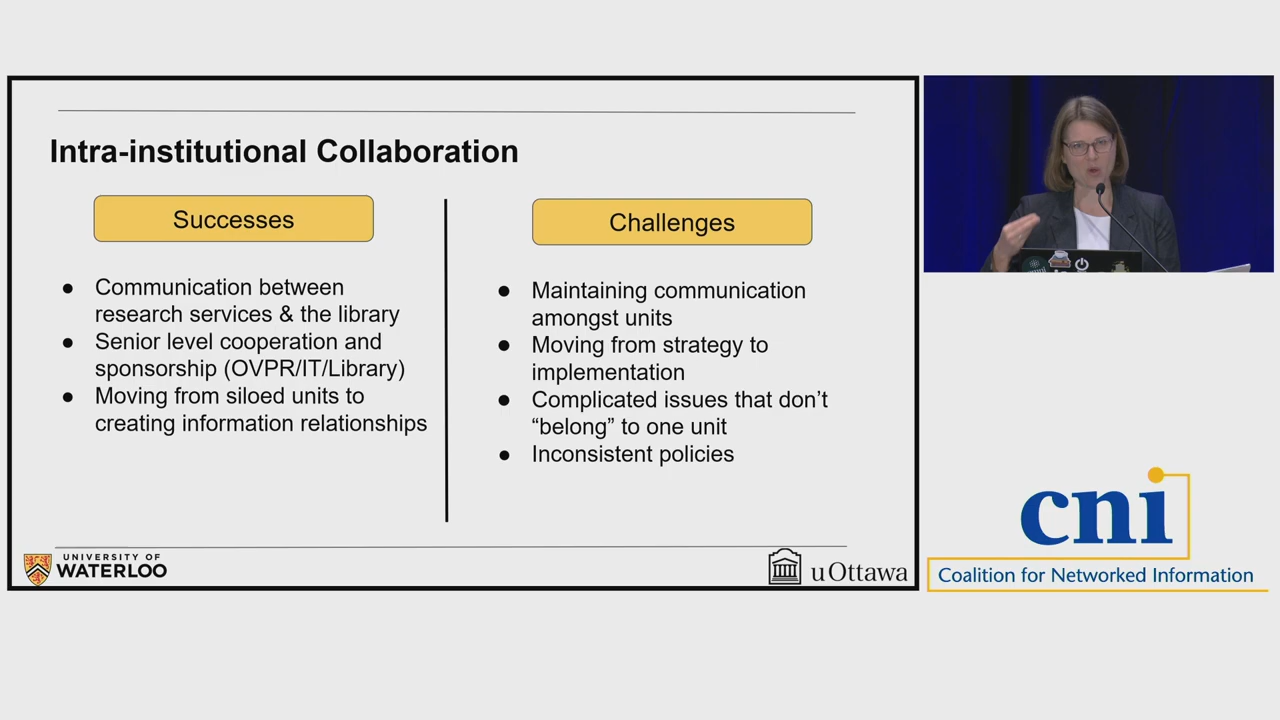 Intra-institutional Collaboration
Successes
● Communication between
research services & the library
● Senior level cooperation and
sponsorship (OVPR/IT/Library)
● Moving from siloed units to
creating information relationships
Challenges
● Maintaining communication
amongst units
● Moving from strategy to
implementation
● Complicated issues that don’t
“belong” to one unit
● Inconsistent policies
UNIVERSITY OF
WATERLOO
uOttawa
cni
Coalition for Networked Information